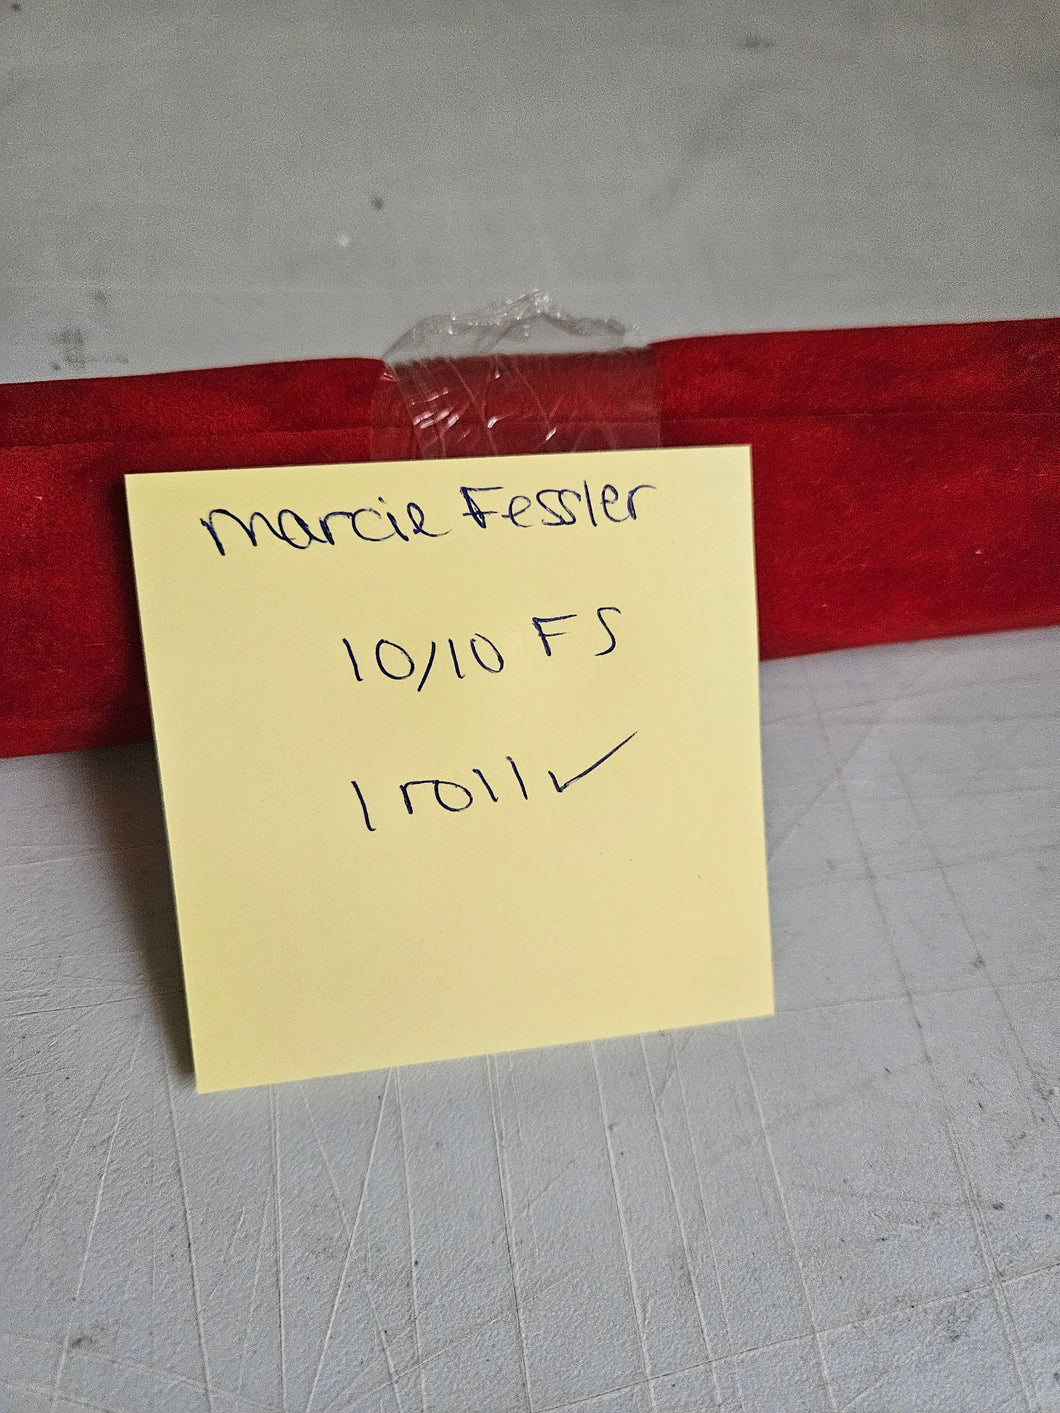 Marcie Fessler
10/10 FS
1 roll ✓